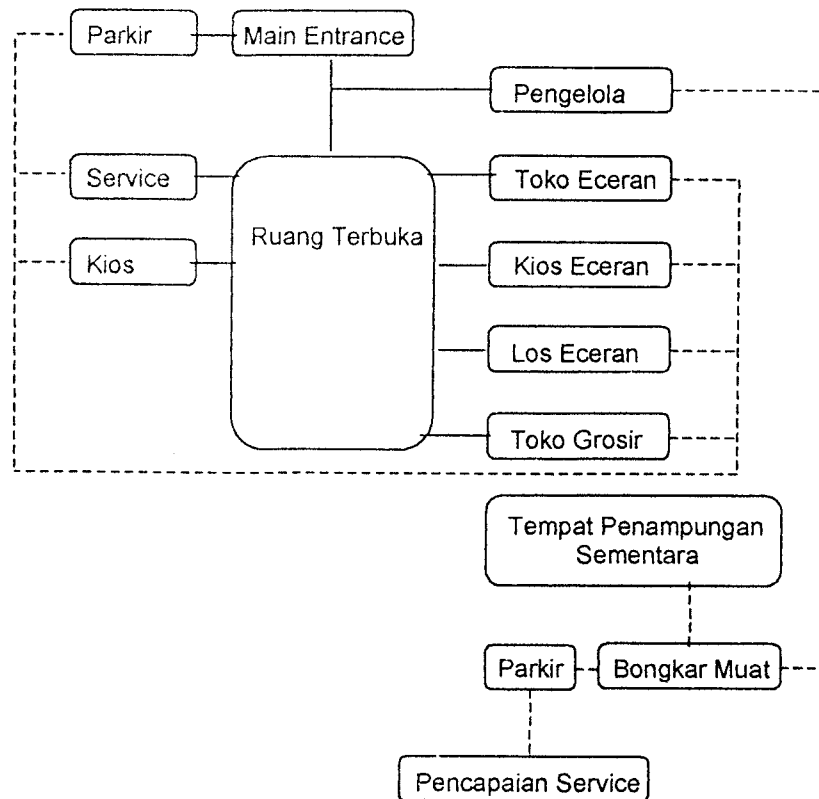 Parkir
Main Entrance
Pengelola
Service
Toko Eceran
Ruang Terbuka
Kios
Kios Eceran
Los Eceran
Toko Grosir
Tempat Penampungan
Sementara
Parkir
Bongkar Muat
Pencapaian Service